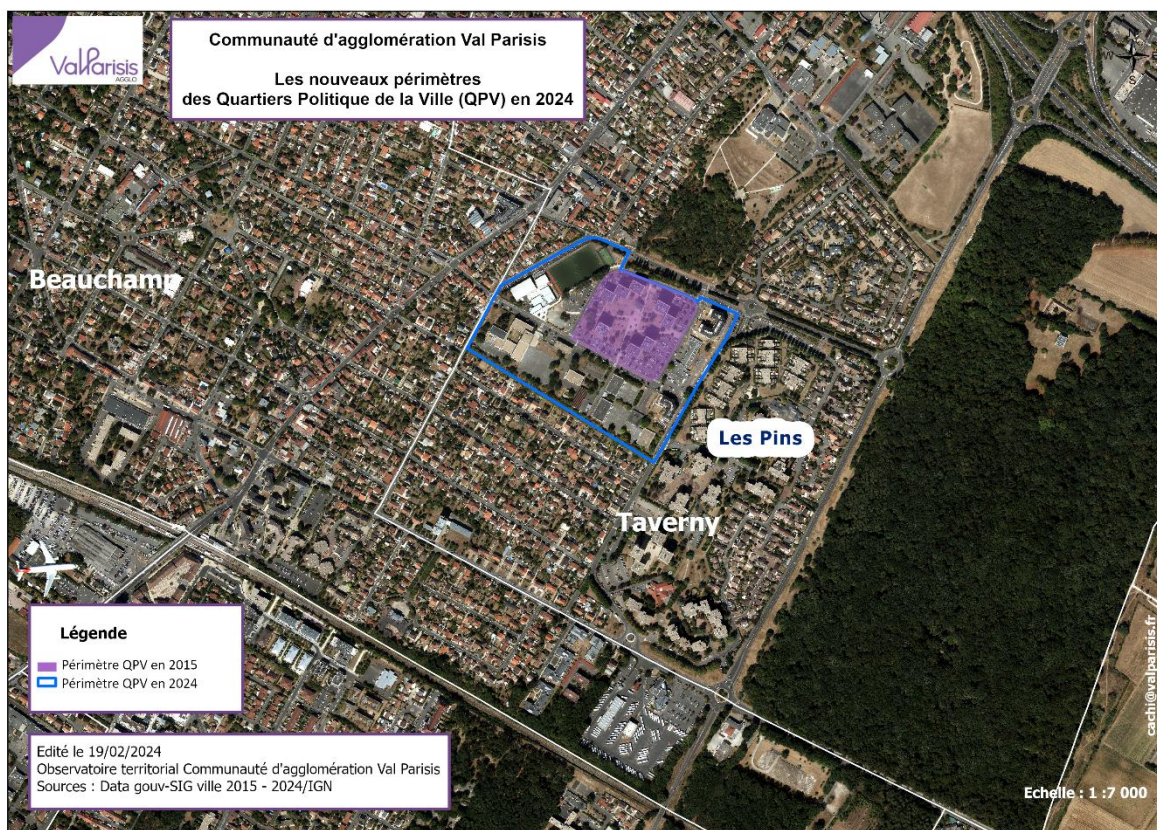 ValParisis
AGGLO
Communauté d'agglomération Val Parisis
Les nouveaux périmètres
des Quartiers Politique de la Ville (QPV) en 2024
S
Beauchamp
Les Pins
Taverny
Légende
Périmètre QPV en 2015
Périmètre QPV en 2024
Edité le 19/02/2024
Observatoire territorial Communauté d'agglomération Val Parisis
Sources : Data gouv-SIG ville 2015 - 2024/IGN
cachi@valparisis.fr
Echelle : 1 :7 000